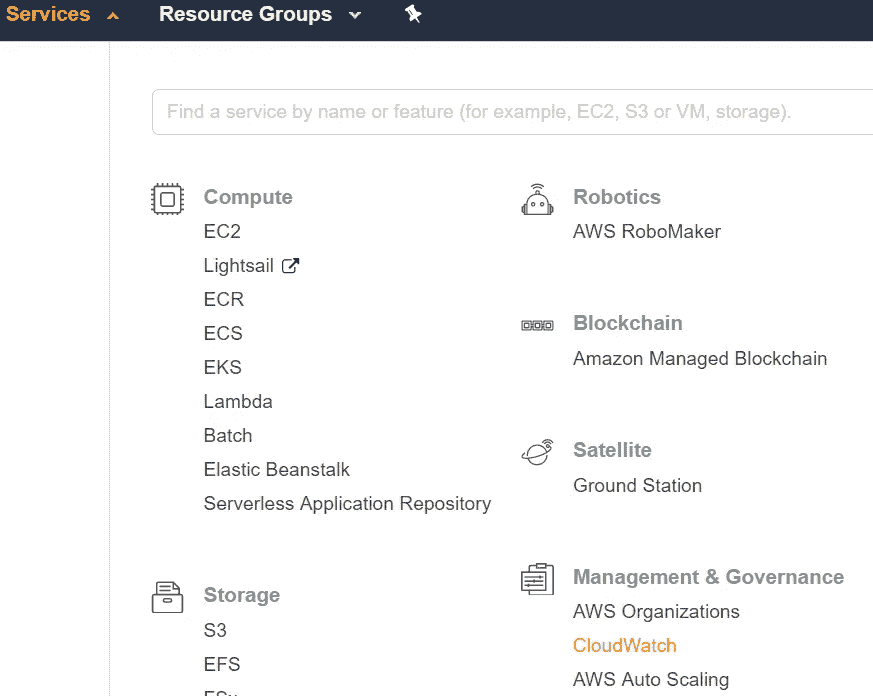 Services
Resource Groups
Find a service by name or feature (for example, EC2, S3 or VM, storage).
Compute
EC2
Lightsail
ECR
ECS
EKS
Lambda
Batch
Elastic Beanstalk
Serverless Application Repository
Storage
S3
EFS
Robotics
AWS RoboMaker
Blockchain
Amazon Managed Blockchain
Satellite
Ground Station
Management & Governance
AWS Organizations
CloudWatch
AWS Auto Scaling